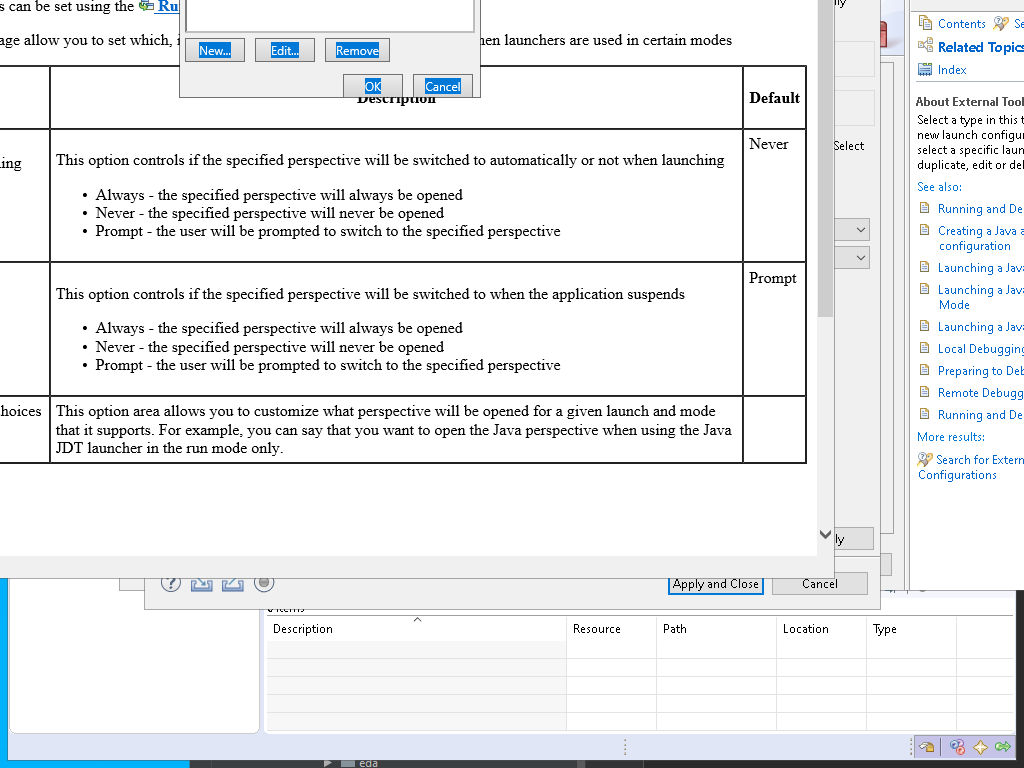 s can be set using the Ru
age allow you to set which, i
hen launchers are used in certain modes
New... Edit... Remove
OK Cancel
Description Default
ing
This option controls if the specified perspective will be switched to automatically or not when launching
Never
• Always - the specified perspective will always be opened
• Never - the specified perspective will never be opened
• Prompt - the user will be prompted to switch to the specified perspective
This option controls if the specified perspective will be switched to when the application suspends
Prompt
• Always - the specified perspective will always be opened
• Never - the specified perspective will never be opened
• Prompt - the user will be prompted to switch to the specified perspective
hoices
This option area allows you to customize what perspective will be opened for a given launch and mode
that it supports. For example, you can say that you want to open the Java perspective when using the Java
JDT launcher in the run mode only.
ly
Select
ly
Apply and Close Cancel
Contents Se
Related Topics
Index
About External Tool
Select a type in this t
new launch configur
select a specific laun
duplicate, edit or del
See also:
Running and De
Creating a Java a
configuration
Launching a Java
Launching a Java
Mode
Launching a Java
Local Debugging
Preparing to Deb
Remote Debugg
Running and De
More results:
Search for Extern
Configurations
items
Description Resource Path Location Type
eda